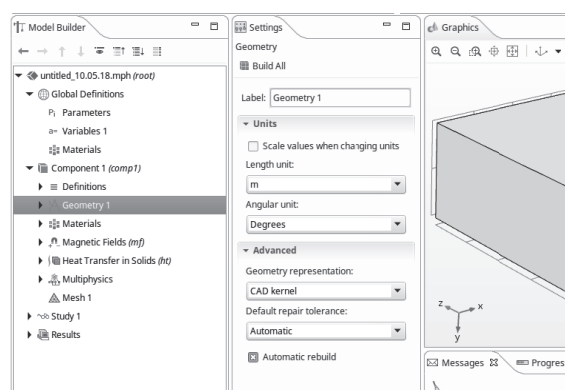 Model Builder
untitled_10.05.18.mph (root)
Global Definitions
Pi Parameters
a= Variables 1
Materials
Component 1 (comp1)
Definitions
Geometry 1
Materials
Magnetic Fields (mf)
Heat Transfer in Solids (ht)
Multiphysics
Mesh 1
Study 1
Results
Settings
Geometry
Build All
Label: Geometry 1
Units
Scale values when changing units
Length unit:
m
Angular unit:
Degrees
Advanced
Geometry representation:
CAD kernel
Default repair tolerance:
Automatic
Automatic rebuild
Graphics
z
x
y
Messages
Progres